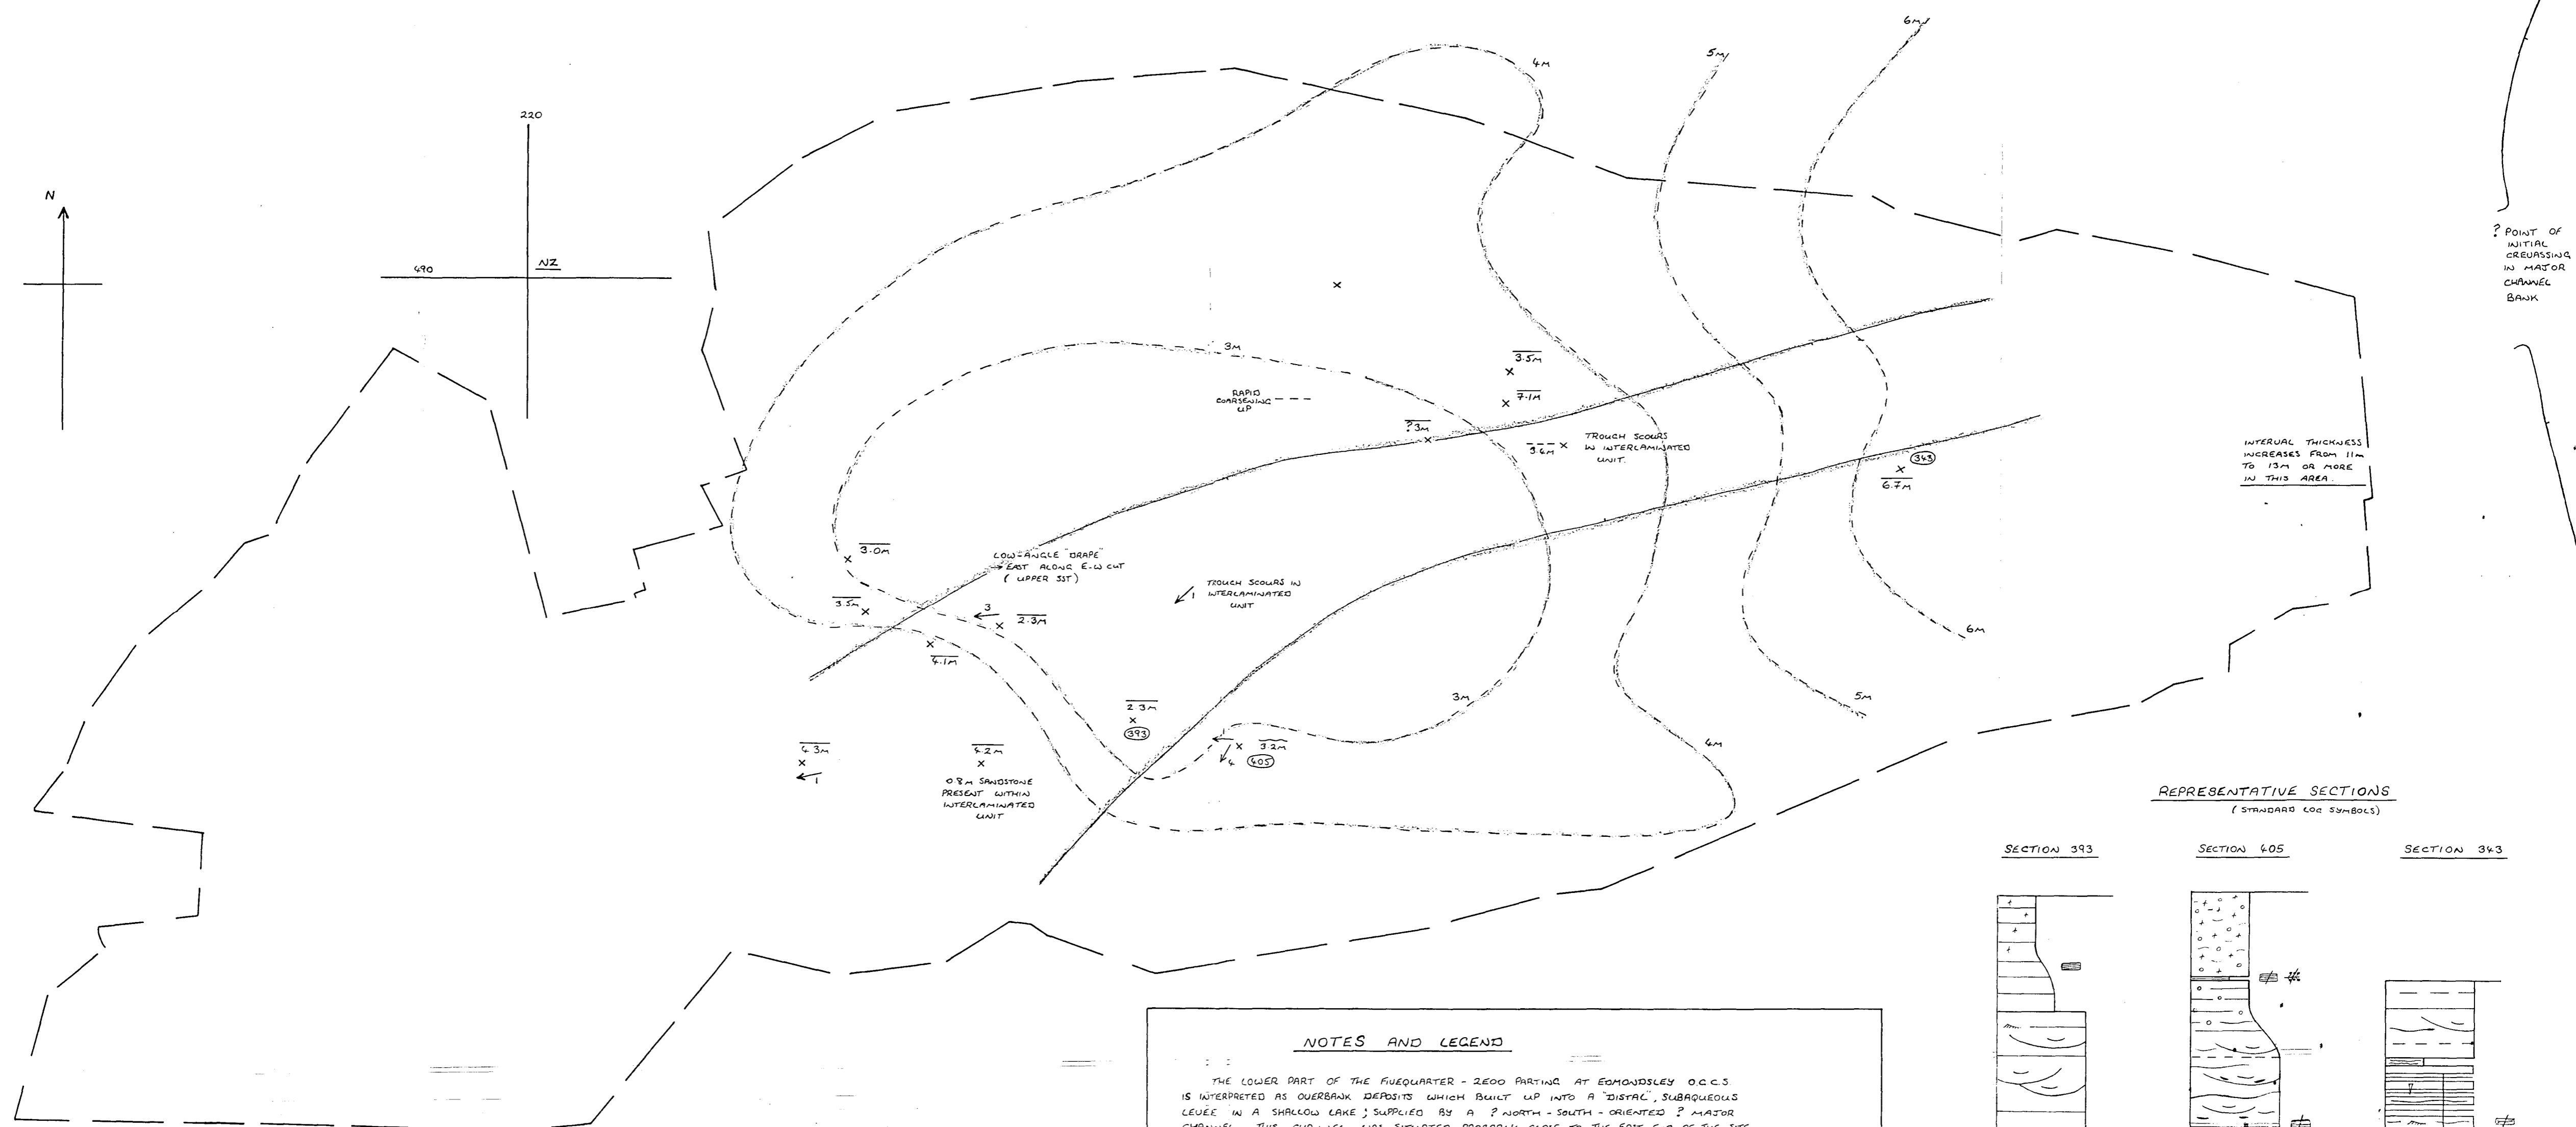 6M
5M
4M
220
N
490
NZ
? POINT OF
INITIAL
CREVASSING
IN MAJOR
CHANNEL
BANK
3M
3.5M
RAPID
COARSENING
UP
7.1M
?3M
3.4M
TROUGH SCOURS
IN INTERLAMINATED
UNIT.
343
6.7M
INTERVAL THICKNESS
INCREASES FROM 11M
TO 13M OR MORE
IN THIS AREA.
3.0M
LOW-ANGLE "DRAPE"
EAST ALONG E-W CUT
( UPPER SST )
3.5M
3
2.3M
TROUGH SCOURS IN
1 INTERLAMINATED
UNIT
4.1M
6M
3M
5M
2.3M
393
4.3M
1
4.2M
3.2M
4
405
4M
0.8M SANDSTONE
PRESENT WITHIN
INTERLAMINATED
UNIT
REPRESENTATIVE SECTIONS
( STANDARD LOG SYMBOLS)
SECTION 393
SECTION 405
SECTION 343
NOTES AND LEGEND
THE LOWER PART OF THE FIVEQUARTER - 2E00 PARTING AT EDMONDSLEY O.C.C.S.
IS INTERPRETED AS OVERBANK DEPOSITS WHICH BUILT UP INTO A "DISTAL", SUBAQUEOUS
LEVEE IN A SHALLOW LAKE ; SUPPLIED BY A ? NORTH - SOUTH - ORIENTED ? MAJOR